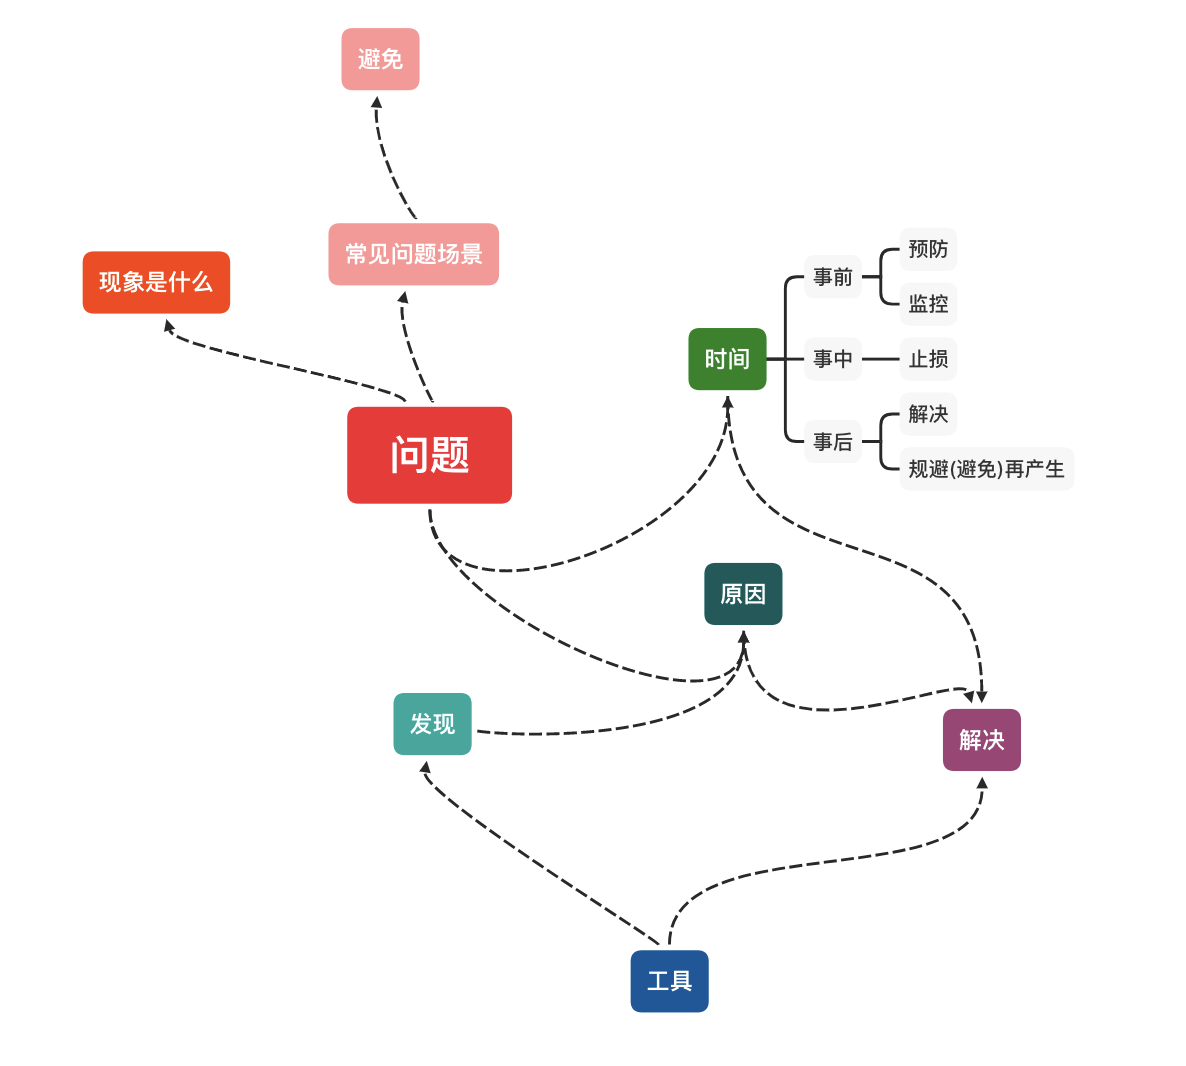 避免
常见问题场景
现象是什么
问题
时间
事前
预防
监控
事中
止损
事后
解决
规避(避免)再产生
原因
发现
解决
工具